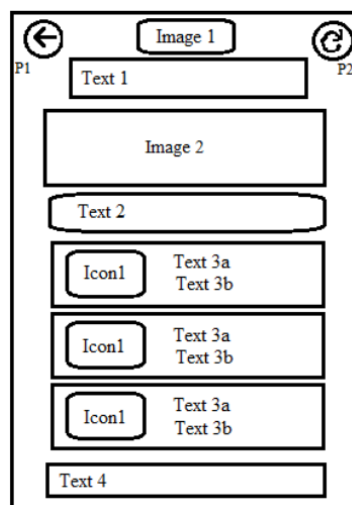 Image 1
P1
P2
Text 1
Image 2
Text 2
Icon1
Text 3a
Text 3b
Icon1
Text 3a
Text 3b
Icon1
Text 3a
Text 3b
Text 4